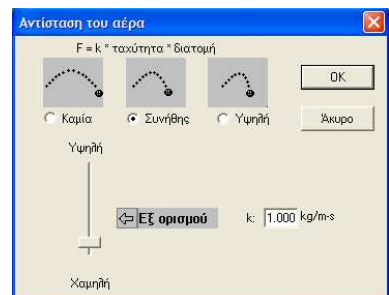 Αντίσταση του αέρα
F = k * ταχύτητα * διατομή
OK
Καμία
Συνήθης
Υψηλή
Άκυρο
Υψηλή
Εξ ορισμού
k: 1.000 kg/m-s
Χαμηλή